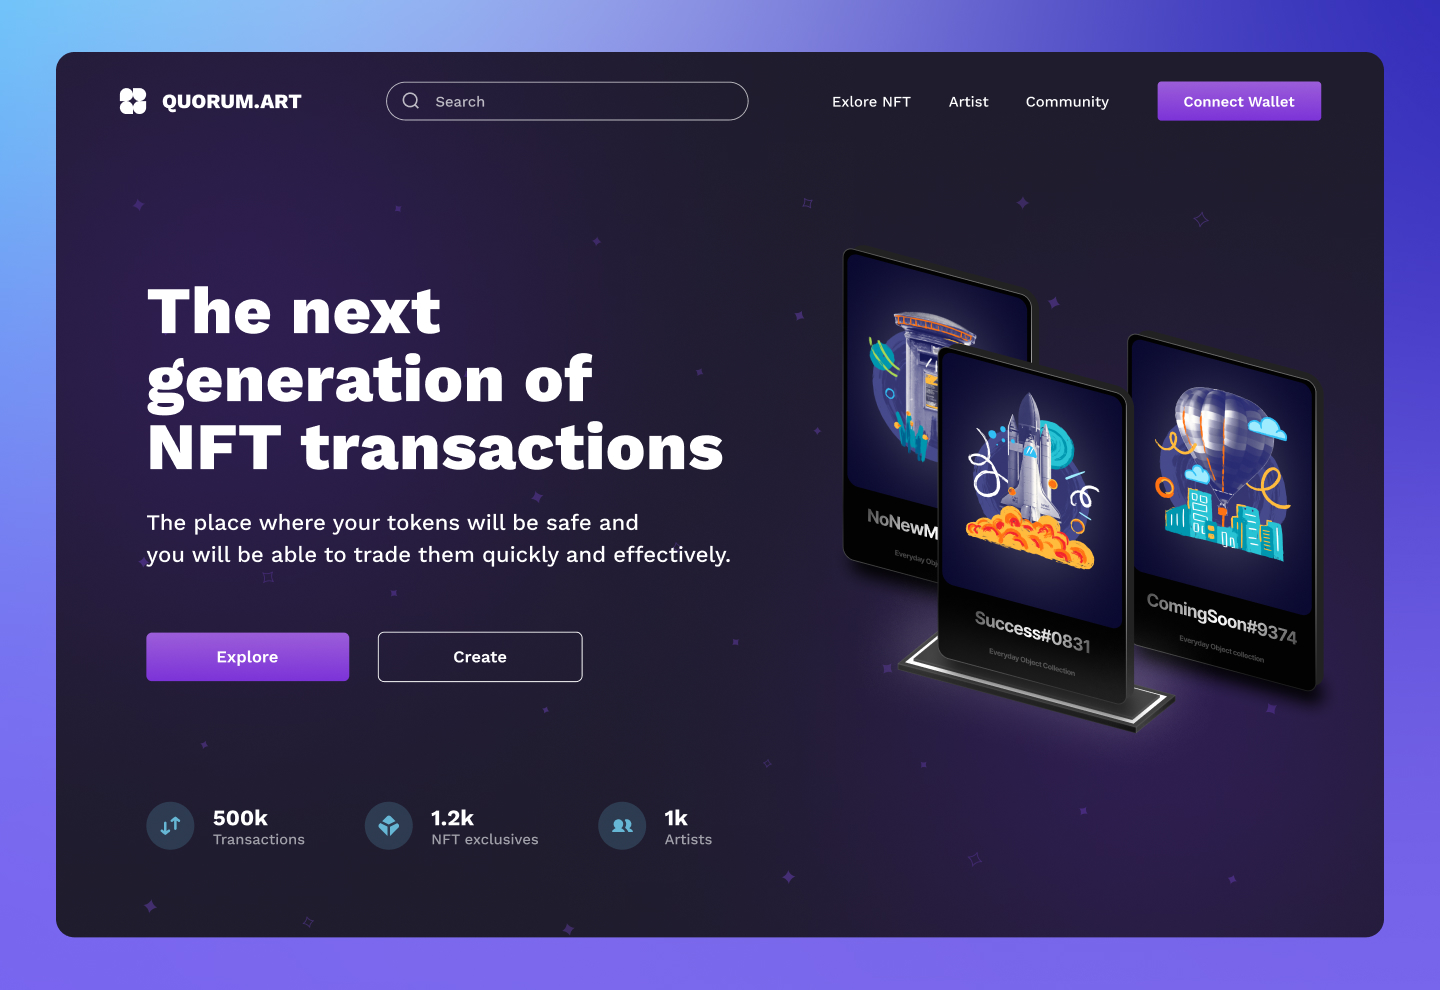 QUORUM.ART
Search
Exlore NFT
Artist
Community
Connect Wallet
The next
generation of
NFT transactions
The place where your tokens will be safe and
you will be able to trade them quickly and effectively.
Explore
Create
500k
Transactions
1.2k
NFT exclusives
1k
Artists
NoNewM
Everyday Obj
Success#0831
Everyday Object Collection
ComingSoon#9374
Everyday Object collection